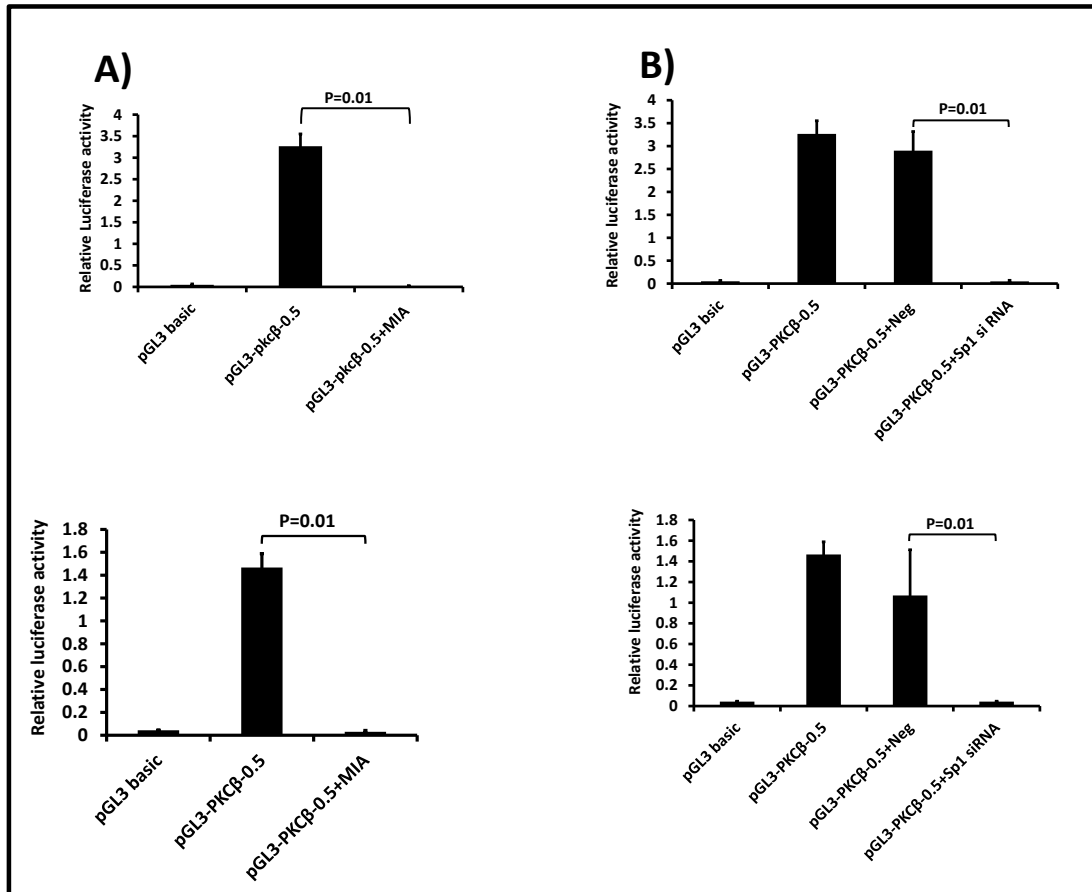 A)
P=0.01
Relative Luciferase activity
4
3.5
3
2.5
2
1.5
1
0.5
0
pGL3 basic
pGL3-pkcβ-0.5
pGL3-pkcβ-0.5+MIA
B)
P=0.01
Relative luciferase activity
4
3.5
3
2.5
2
1.5
1
0.5
0
pGL3 bsic
pGL3-PKCβ-0.5
pGL3-PKCβ-0.5+Neg
pGL3-PKCβ-0.5+Sp1 si RNA
P=0.01
Relative luciferase activity
1.8
1.6
1.4
1.2
1
0.8
0.6
0.4
0.2
0
pGL3 basic
pGL3-PKCβ-0.5
pGL3-PKCβ-0.5+MIA
P=0.01
Relative luciferase activity
1.8
1.6
1.4
1.2
1
0.8
0.6
0.4
0.2
0
pGL3 basic
pGL3-PKCβ-0.5
pGL3-PKCβ-0.5+Neg
pGL3-PKCβ-0.5+Sp1 siRNA